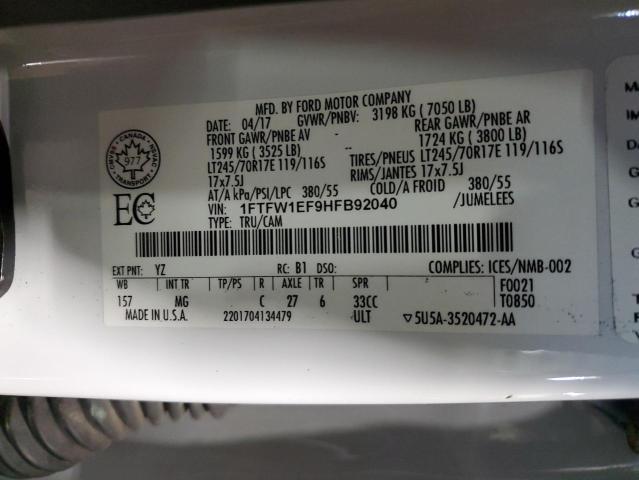 MFD. BY FORD MOTOR COMPANY
DATE: 04/17 GVWR/PNBV: 3198 KG ( 7050 LB)
FRONT GAWR/PNBE AV REAR GAWR/PNBE AR
1599 KG ( 3525 LB) 1724 KG ( 3800 LB)
LT245/70R17E 119/116S TIRES/PNEUS LT245/70R17E 119/116S
17x7.5J RIMS/JANTES 17x7.5J
AT/A kPa/PSI/LPC 380/55 COLD/A FROID 380/55
VIN: 1FTFW1EF9HFB92040 /JUMELEES
TYPE: TRU/CAM
CANADA
977
TRANSPORT
EC
EXT PNT: YZ RC: B1 DSO: COMPLIES: ICES/NMB-002
WB INT TR TP/PS R AXLE TR SPR F0021
157 MG C 27 6 33CC T0850
MADE IN U.S.A. 2201704134479 ULT ▽5U5A-3520472-AA